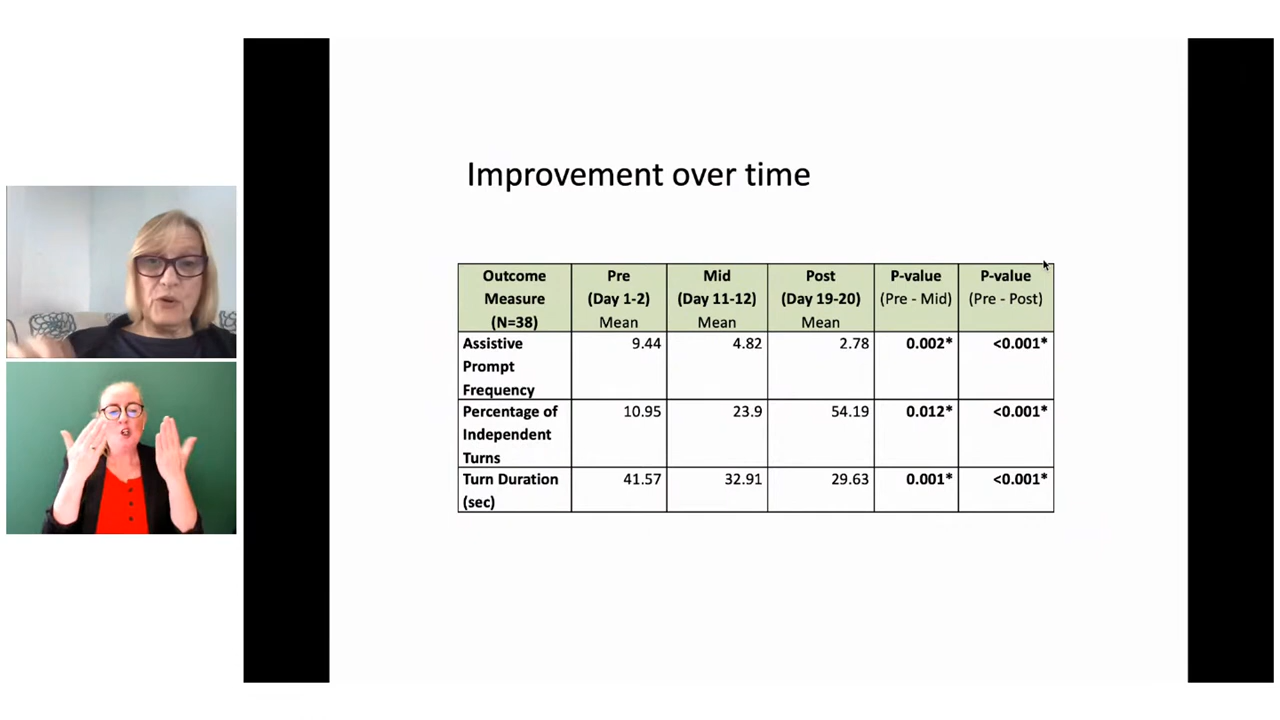 Improvement over time
Outcome Measure (N=38) Pre (Day 1-2) Mean Mid (Day 11-12) Mean Post (Day 19-20) Mean P-value (Pre - Mid) P-value (Pre - Post)
Assistive Prompt Frequency 9.44 4.82 2.78 0.002* <0.001*
Percentage of Independent Turns 10.95 23.9 54.19 0.012* <0.001*
Turn Duration (sec) 41.57 32.91 29.63 0.001* <0.001*